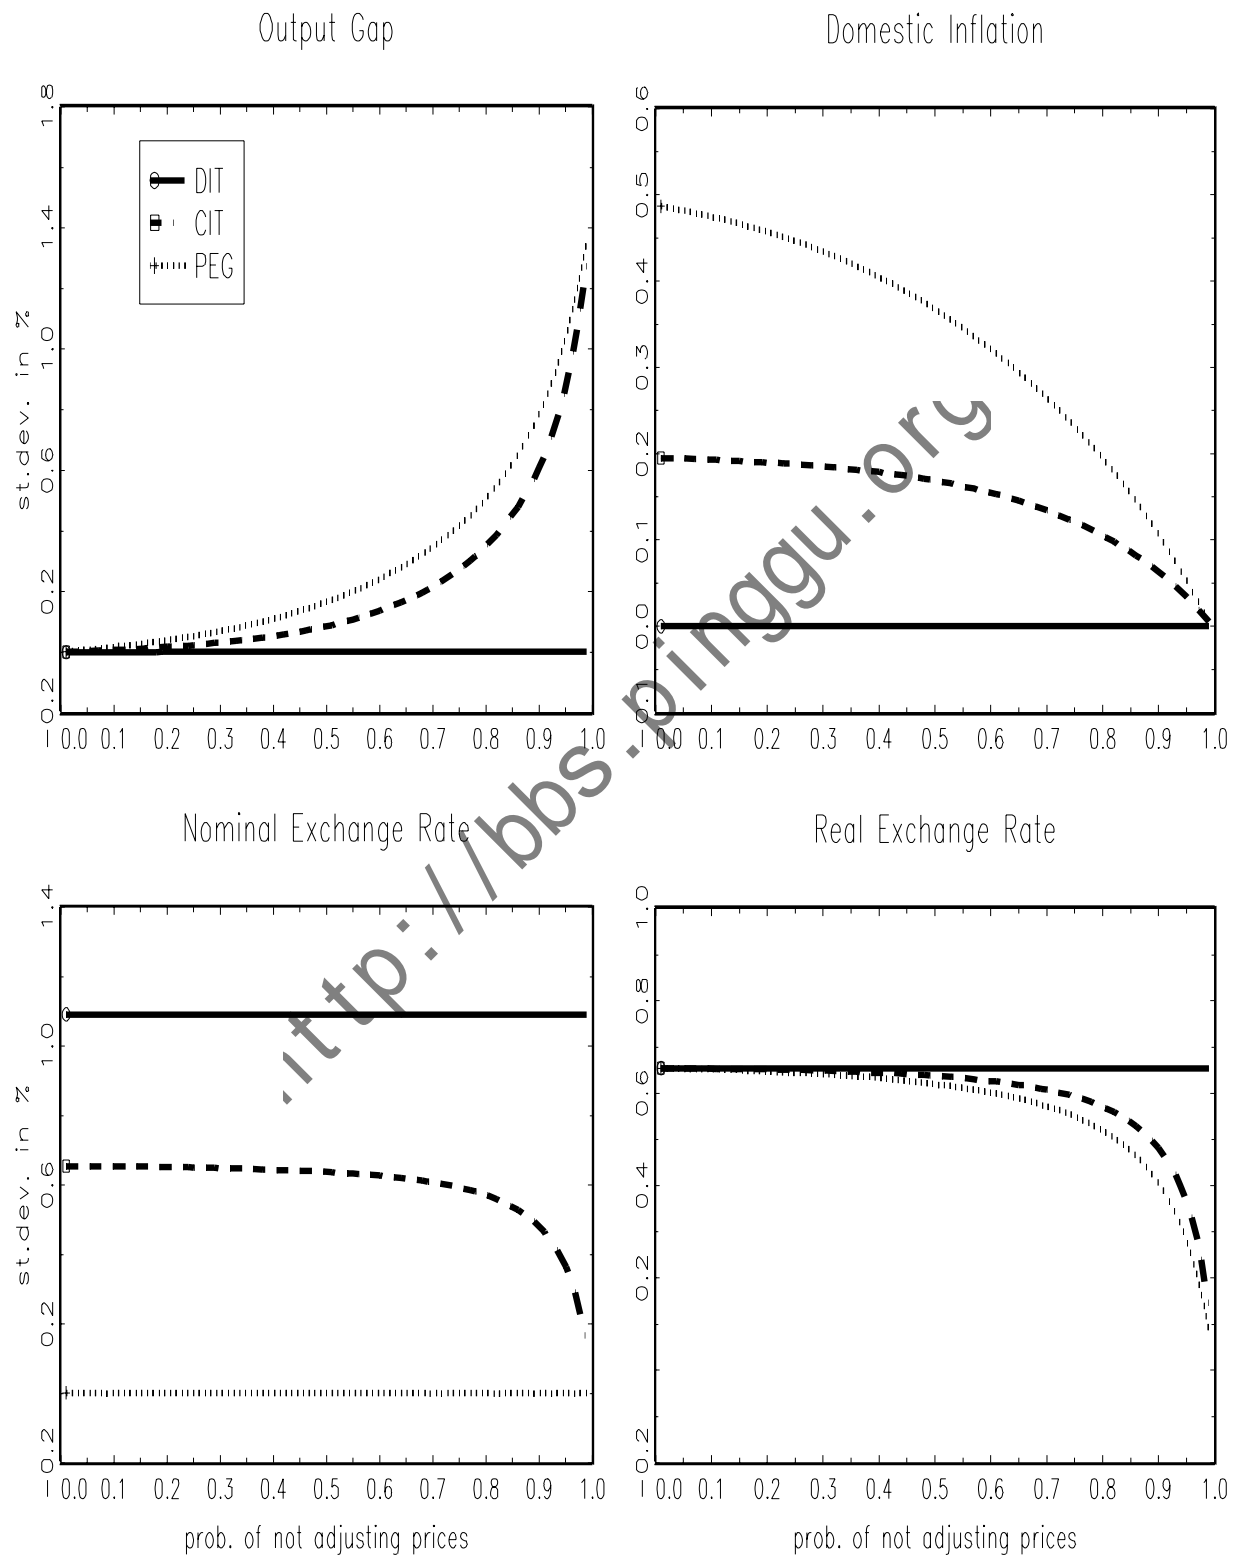 Output Gap
Domestic Inflation
st.dev. in %
1.8
1.4
1.0
0.6
0.2
0.2
DIT
CIT
PEG
0.6
0.5
0.4
0.3
0.2
0.1
0.0
0.1
0.0 0.1 0.2 0.3 0.4 0.5 0.6 0.7 0.8 0.9 1.0
0.0 0.1 0.2 0.3 0.4 0.5 0.6 0.7 0.8 0.9 1.0
Nominal Exchange Rate
Real Exchange Rate
st.dev. in %
1.4
1.0
0.6
0.2
0.2
1.0
0.8
0.6
0.4
0.2
0.2
0.0 0.1 0.2 0.3 0.4 0.5 0.6 0.7 0.8 0.9 1.0
0.0 0.1 0.2 0.3 0.4 0.5 0.6 0.7 0.8 0.9 1.0
prob. of not adjusting prices
prob. of not adjusting prices
http://bbs.pinggu.org